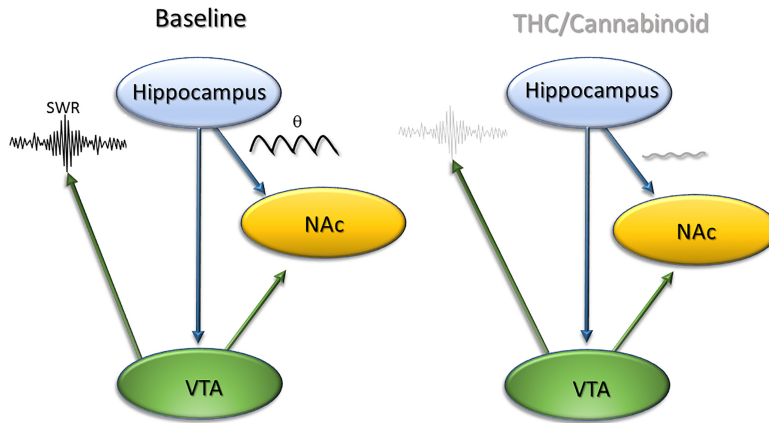 Baseline
THC/Cannabinoid
Hippocampus
SWR
θ
NAc
VTA
Hippocampus
NAc
VTA